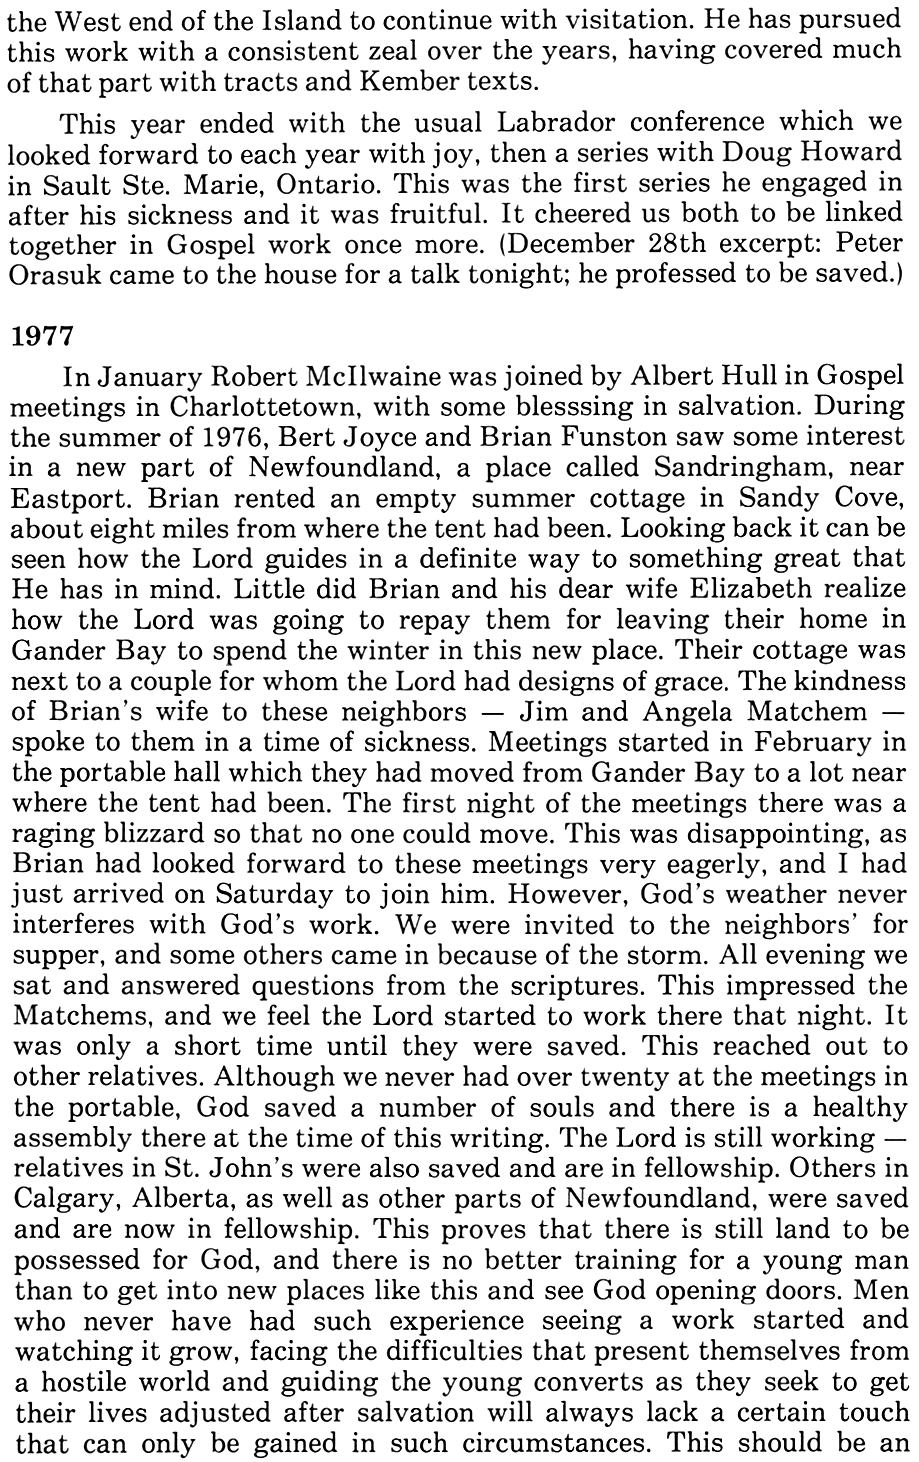 the West end of the Island to continue with visitation. He has pursued
this work with a consistent zeal over the years, having covered much
of that part with tracts and Kember texts.
This year ended with the usual Labrador conference which we
looked forward to each year with joy, then a series with Doug Howard
in Sault Ste. Marie, Ontario. This was the first series he engaged in
after his sickness and it was fruitful. It cheered us both to be linked
together in Gospel work once more. (December 28th excerpt: Peter
Orasuk came to the house for a talk tonight; he professed to be saved.)
1977
In January Robert McIlwaine was joined by Albert Hull in Gospel
meetings in Charlottetown, with some blesssing in salvation. During
the summer of 1976, Bert Joyce and Brian Funston saw some interest
in a new part of Newfoundland, a place called Sandringham, near
Eastport. Brian rented an empty summer cottage in Sandy Cove,
about eight miles from where the tent had been. Looking back it can be
seen how the Lord guides in a definite way to something great that
He has in mind. Little did Brian and his dear wife Elizabeth realize
how the Lord was going to repay them for leaving their home in
Gander Bay to spend the winter in this new place. Their cottage was
next to a couple for whom the Lord had designs of grace. The kindness
of Brian's wife to these neighbors — Jim and Angela Matchem —
spoke to them in a time of sickness. Meetings started in February in
the portable hall which they had moved from Gander Bay to a lot near
where the tent had been. The first night of the meetings there was a
raging blizzard so that no one could move. This was disappointing, as
Brian had looked forward to these meetings very eagerly, and I had
just arrived on Saturday to join him. However, God's weather never
interferes with God's work. We were invited to the neighbors' for
supper, and some others came in because of the storm. All evening we
sat and answered questions from the scriptures. This impressed the
Matchems, and we feel the Lord started to work there that night. It
was only a short time until they were saved. This reached out to
other relatives. Although we never had over twenty at the meetings in
the portable, God saved a number of souls and there is a healthy
assembly there at the time of this writing. The Lord is still working —
relatives in St. John's were also saved and are in fellowship. Others in
Calgary, Alberta, as well as other parts of Newfoundland, were saved
and are now in fellowship. This proves that there is still land to be
possessed for God, and there is no better training for a young man
than to get into new places like this and see God opening doors. Men
who never have had such experience seeing a work started and
watching it grow, facing the difficulties that present themselves from
a hostile world and guiding the young converts as they seek to get
their lives adjusted after salvation will always lack a certain touch
that can only be gained in such circumstances. This should be an